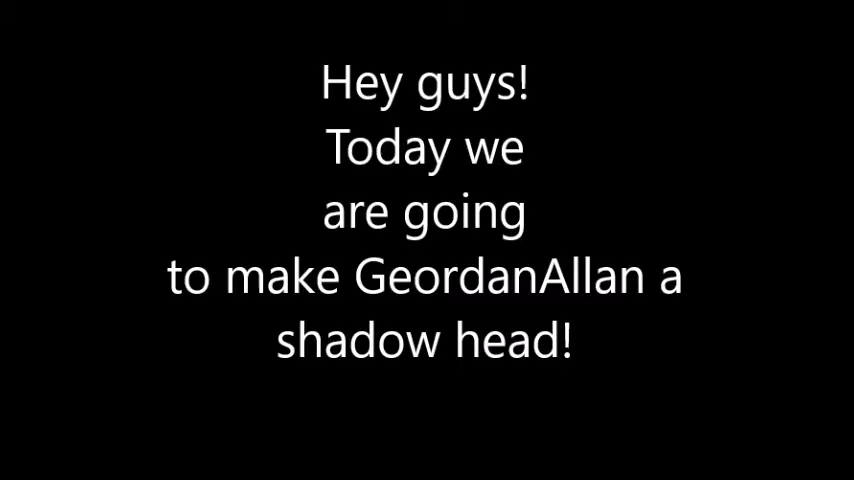 Hey guys!
Today we
are going
to make GeordanAllan a
shadow head!